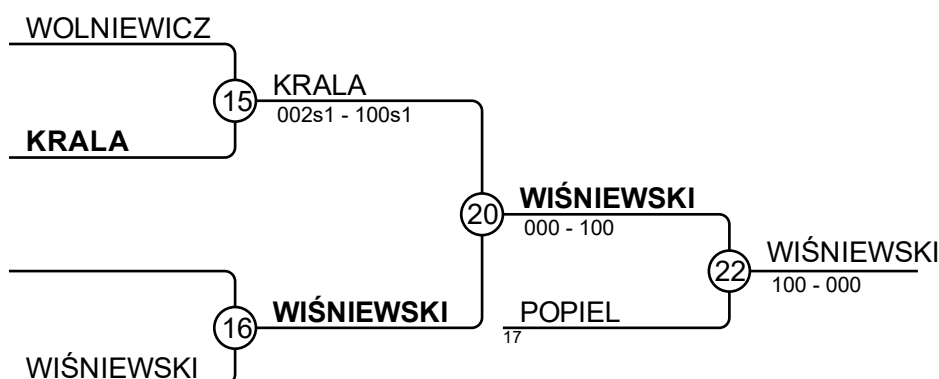 WOLNIEWICZ
15
KRALA
002s1 - 100s1
KRALA
20
WIŚNIEWSKI
000 - 100
22
WIŚNIEWSKI
100 - 000
16
WIŚNIEWSKI
POPIEL
17
WIŚNIEWSKI